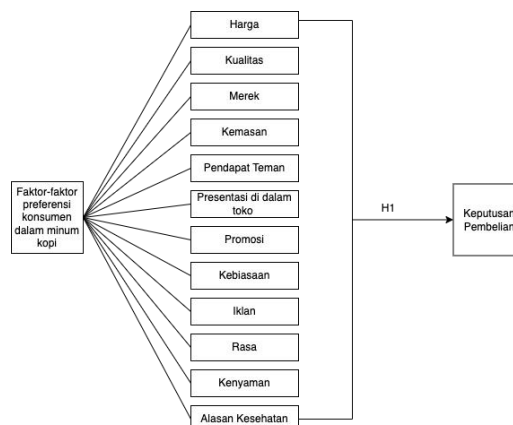 Harga
Kualitas
Merek
Kemasan
Pendapat Teman
Presentasi di dalam
toko
Promosi
Kebiasaan
Iklan
Rasa
Kenyaman
Alasan Kesehatan
Faktor-faktor
preferensi
konsumen
dalam minum
kopi
H1
Keputusan
Pembelian